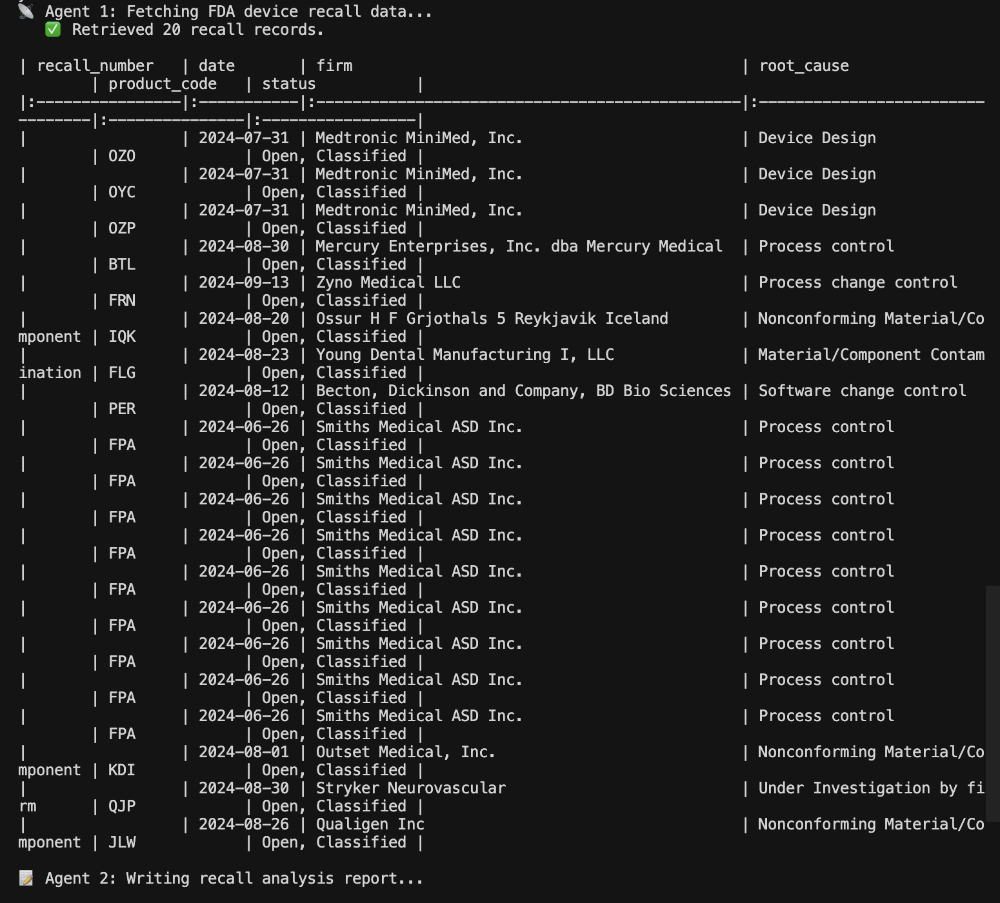 📡 Agent 1: Fetching FDA device recall data...
   ✅ Retrieved 20 recall records.
| recall_number   | date       | firm                                          | root_cause
        | product_code   | status           |
|:----------------|:-----------|:-----------------------------------------------|:-------------------------
--------|:---------------|:-----------------|
|                 | 2024-07-31 | Medtronic MiniMed, Inc.                        | Device Design
        | OZO            | Open, Classified |
|                 | 2024-07-31 | Medtronic MiniMed, Inc.                        | Device Design
        | OYC            | Open, Classified |
|                 | 2024-07-31 | Medtronic MiniMed, Inc.                        | Device Design
        | OZP            | Open, Classified |
|                 | 2024-08-30 | Mercury Enterprises, Inc. dba Mercury Medical  | Process control
        | BTL            | Open, Classified |
|                 | 2024-09-13 | Zyno Medical LLC                               | Process change control
        | FRN            | Open, Classified |
|                 | 2024-08-20 | Ossur H F Grjothals 5 Reykjavik Iceland        | Nonconforming Material/Co
mponent | IQK            | Open, Classified |
|                 | 2024-08-23 | Young Dental Manufacturing I, LLC              | Material/Component Contam
ination | FLG            | Open, Classified |
|                 | 2024-08-12 | Becton, Dickinson and Company, BD Bio Sciences | Software change control
        | PER            | Open, Classified |
|                 | 2024-06-26 | Smiths Medical ASD Inc.                        | Process control
        | FPA            | Open, Classified |
|                 | 2024-06-26 | Smiths Medical ASD Inc.                        | Process control
        | FPA            | Open, Classified |
|                 | 2024-06-26 | Smiths Medical ASD Inc.                        | Process control
        | FPA            | Open, Classified |
|                 | 2024-06-26 | Smiths Medical ASD Inc.                        | Process control
        | FPA            | Open, Classified |
|                 | 2024-06-26 | Smiths Medical ASD Inc.                        | Process control
        | FPA            | Open, Classified |
|                 | 2024-06-26 | Smiths Medical ASD Inc.                        | Process control
        | FPA            | Open, Classified |
|                 | 2024-06-26 | Smiths Medical ASD Inc.                        | Process control
        | FPA            | Open, Classified |
|                 | 2024-06-26 | Smiths Medical ASD Inc.                        | Process control
        | FPA            | Open, Classified |
|                 | 2024-06-26 | Smiths Medical ASD Inc.                        | Process control
        | FPA            | Open, Classified |
|                 | 2024-08-01 | Outset Medical, Inc.                           | Nonconforming Material/Co
mponent | KDI            | Open, Classified |
|                 | 2024-08-30 | Stryker Neurovascular                          | Under Investigation by fi
rm      | QJP            | Open, Classified |
|                 | 2024-08-26 | Qualigen Inc                                   | Nonconforming Material/Co
mponent | JLW            | Open, Classified |
📝 Agent 2: Writing recall analysis report...